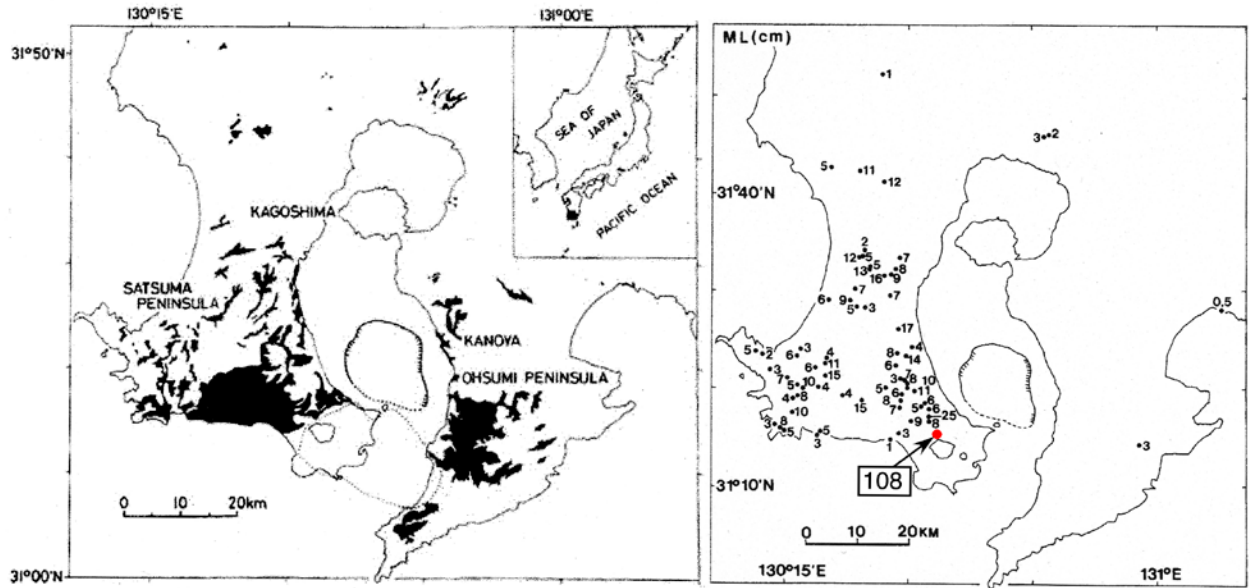 130°15'E
131°00'E
31°50'N
SEA OF
JAPAN
PACIFIC OCEAN
KAGOSHIMA
SATSUMA
PENINSULA
KANOYA
OHSUMI PENINSULA
0 10 20km
31°00'N
ML(cm)
1
3 2
5
11
12
31°40'N
2
12 5
7
5
13
8
16 9
7
7
6
9
5 3
0.5
17
5 2
3
6
4
11
8
4
14
3
6
7
15
7
5 10 4
3 8
10
4 8
4
15
5 6 11
8
7
6
5 6 25
10
9 8
3 8
5
5
3
3
1
3
108
31°10'N
0 10 20KM
130°15'E
131°E